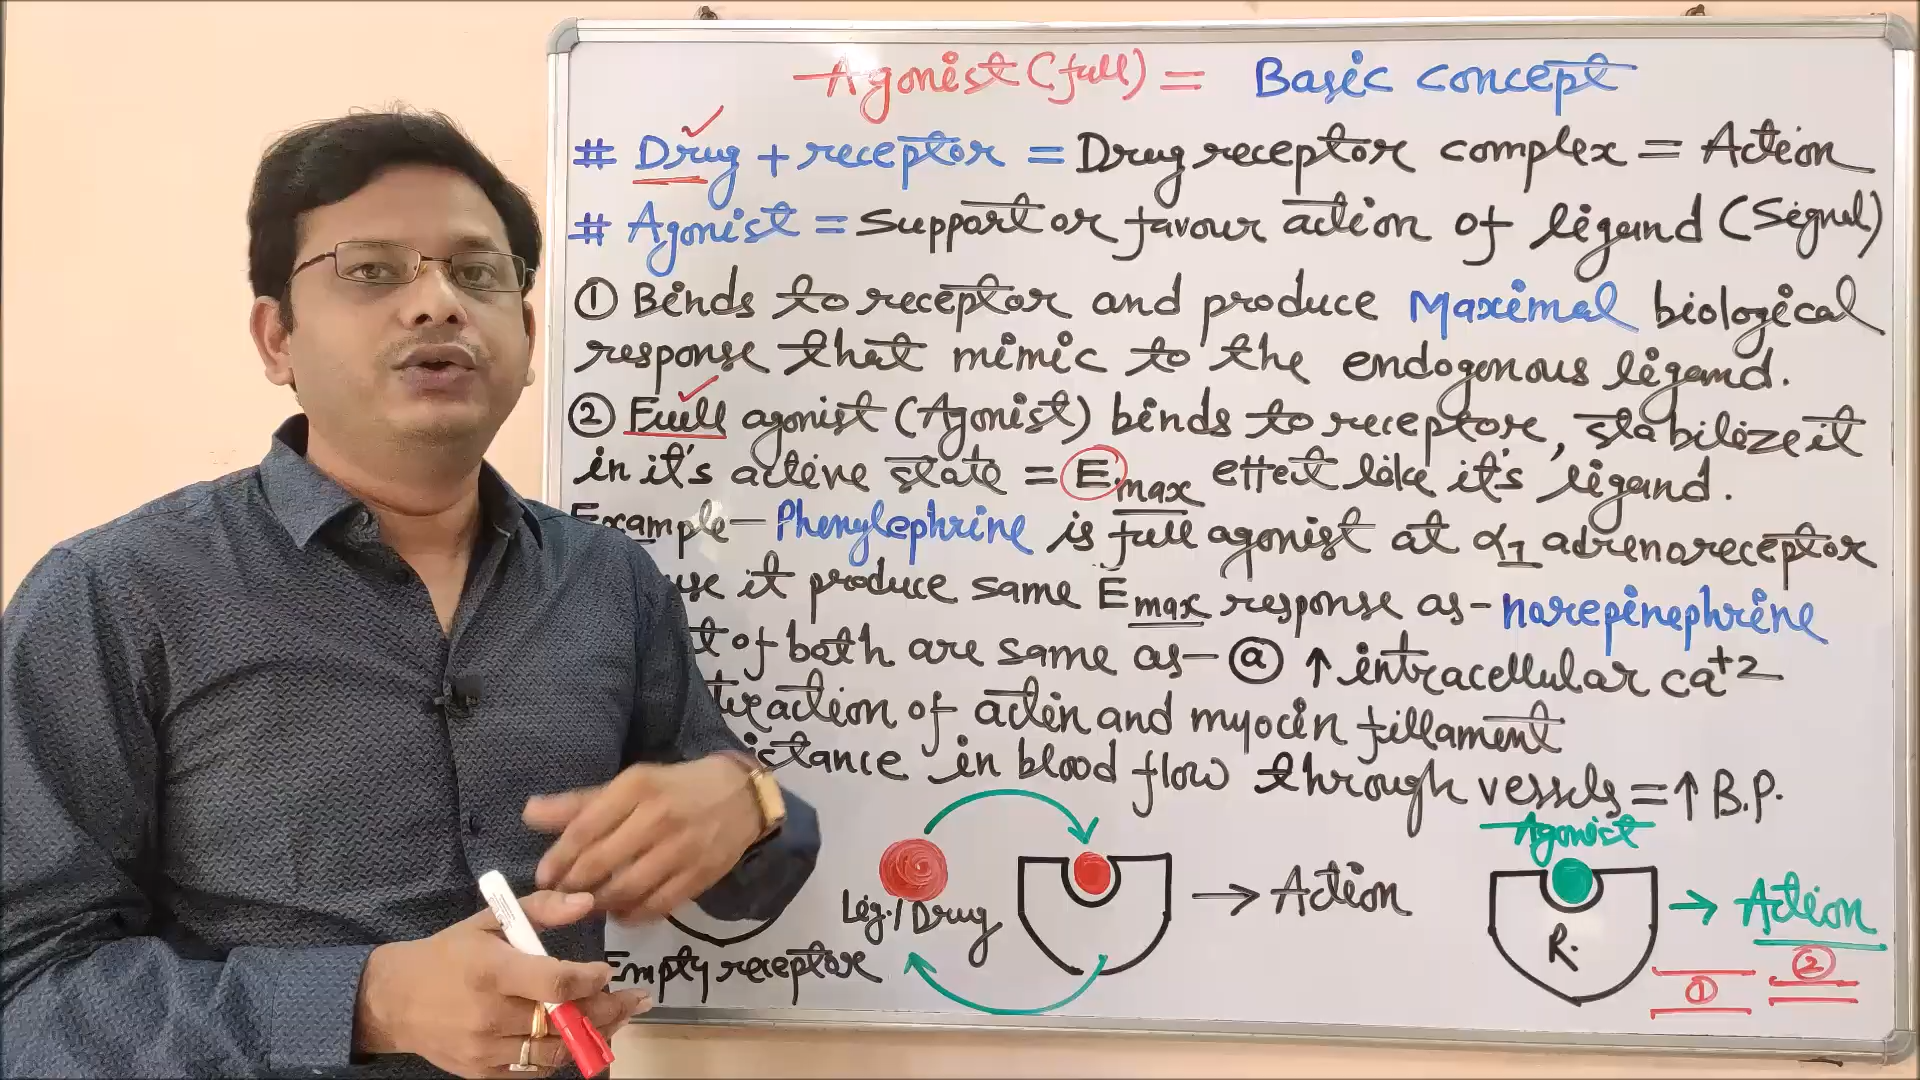 Agonist (full) = Basic concept
# Drug + receptor = Drug receptor complex = Action
# Agonist = Support or favour action of ligand (Signal)
① Binds to receptor and produce Maximal biological
response that mimic to the endogenous ligand.
② Full agonist (Agonist) binds to receptor, stabilize it
in it's active state = Emax effect like it's ligand.
Example- Phenylephrine is full agonist at α1 adrenoreceptor
use it produce same Emax response as- norepinephrine
t of both are same as- ⓐ ↑ intracellular ca+2
traction of actin and myocin fillament
istance in blood flow through vessels = ↑ B.P.
Agonist
Lig./Drug → Action R. → Action
Empty receptor ① ②